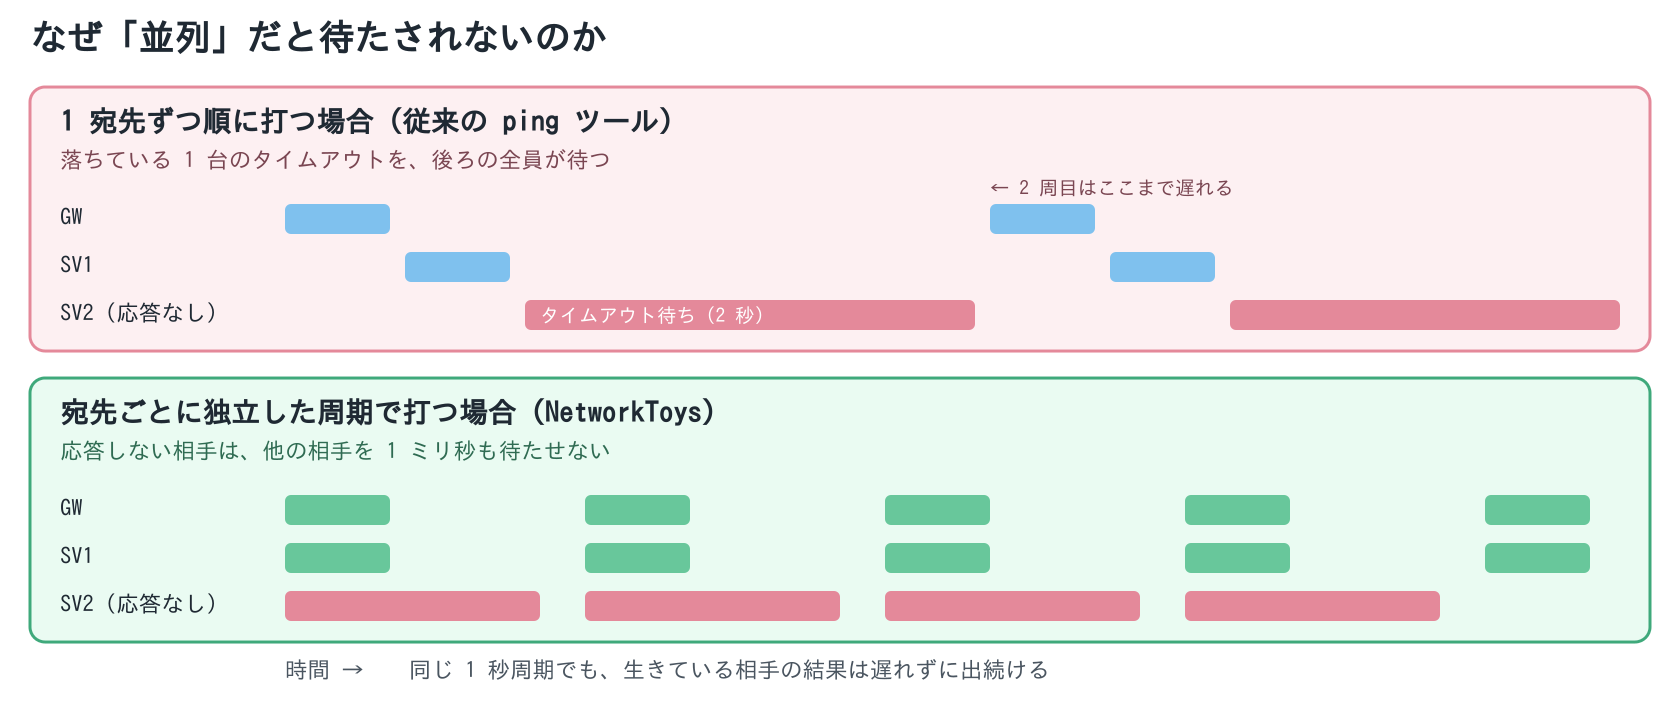 なぜ「並列」だと待たされないのか
1 宛先ずつ順に打つ場合（従来の ping ツール）
落ちている 1 台のタイムアウトを、後ろの全員が待つ
← 2 周目はここまで遅れる
GW
SV1
SV2（応答なし）
タイムアウト待ち（2 秒）
宛先ごとに独立した周期で打つ場合（NetworkToys）
応答しない相手は、他の相手を 1 ミリ秒も待たせない
GW
SV1
SV2（応答なし）
時間 → 同じ 1 秒周期でも、生きている相手の結果は遅れずに出続ける